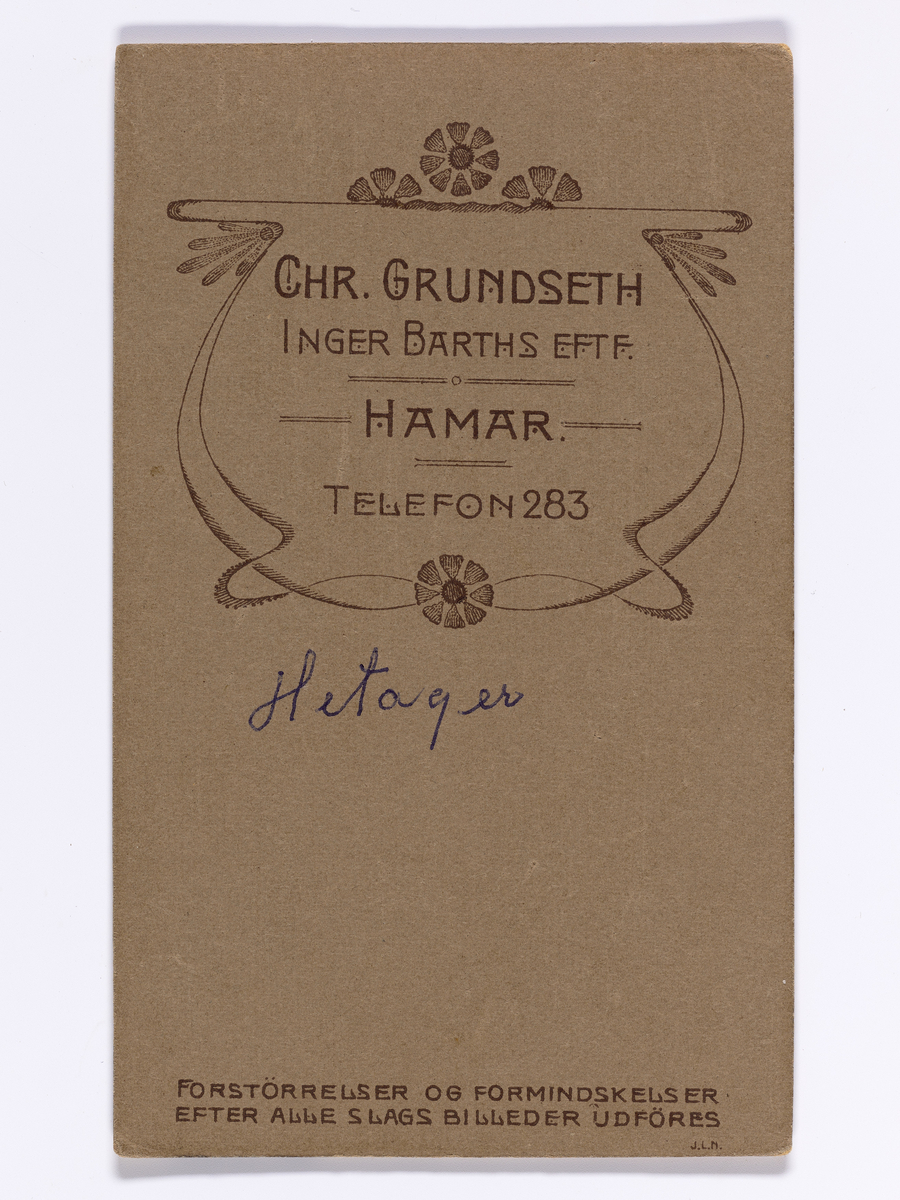 CHR. GRUNDSETH
INGER BARTHS EFTF.
HAMAR.
TELEFON 283
Hetager
FORSTÖRRELSER OG FORMINDSKELSER
EFTER ALLE SLAGS BILLEDER UDFÖRES
J.L.N.